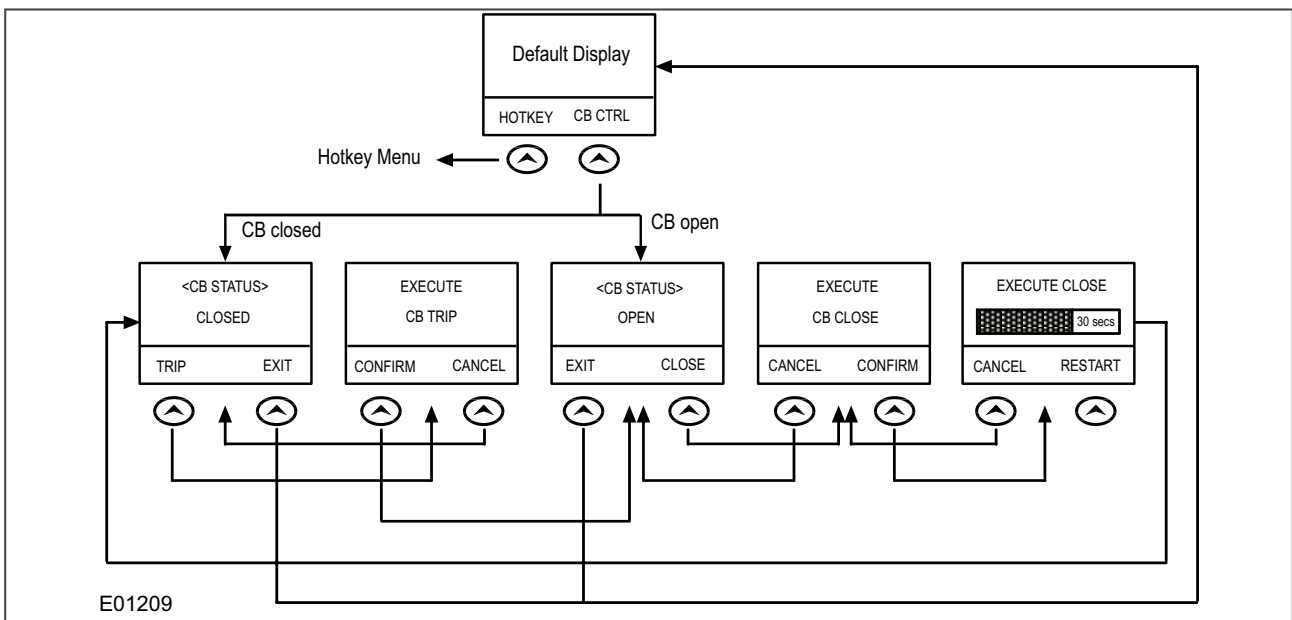 Default Display
HOTKEY CB CTRL
Hotkey Menu
CB closed
CB open
<CB STATUS>
CLOSED
TRIP EXIT
EXECUTE
CB TRIP
CONFIRM CANCEL
<CB STATUS>
OPEN
EXIT CLOSE
EXECUTE
CB CLOSE
CANCEL CONFIRM
EXECUTE CLOSE
30 secs
CANCEL RESTART
E01209